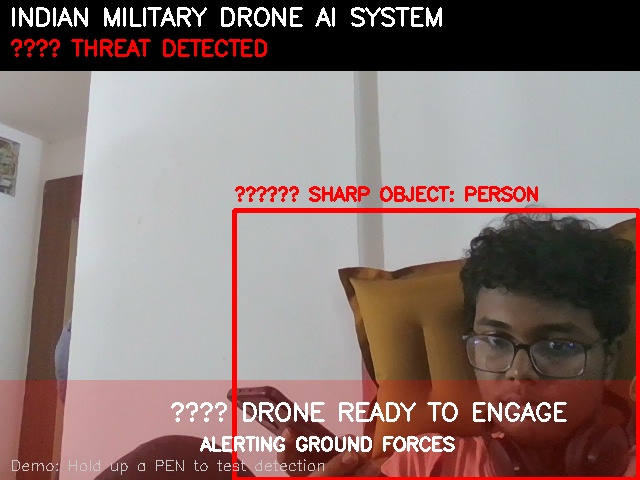 INDIAN MILITARY DRONE AI SYSTEM
???? THREAT DETECTED
?????? SHARP OBJECT: PERSON
???? DRONE READY TO ENGAGE
ALERTING GROUND FORCES
Demo: Hold up a PEN to test detection